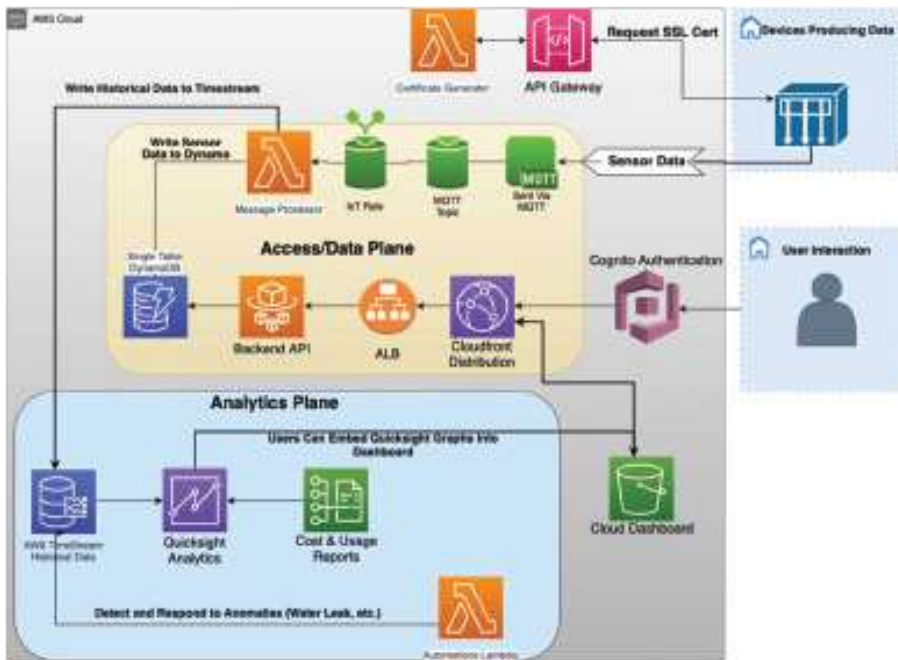 AWS Cloud
Request SSL Cert
Devices Producing Data
Certificate Generator
API Gateway
Write Historical Data to Timestream
Write Sensor
Data to Dynamo
Message Processor
IoT Rule
MQTT
Topic
MQTT
Sent Via
MQTT
Sensor Data
Access/Data Plane
Single Table
DynamoDB
Backend API
ALB
Cloudfront
Distribution
Cognito Authentication
User Interaction
Analytics Plane
Users Can Embed Quicksight Graphs Into
Dashboard
AWS TimeStream
Historical Data
Quicksight
Analytics
Cost & Usage
Reports
Cloud Dashboard
Detect and Respond to Anomalies (Water Leak, etc.)
Automations Lambda